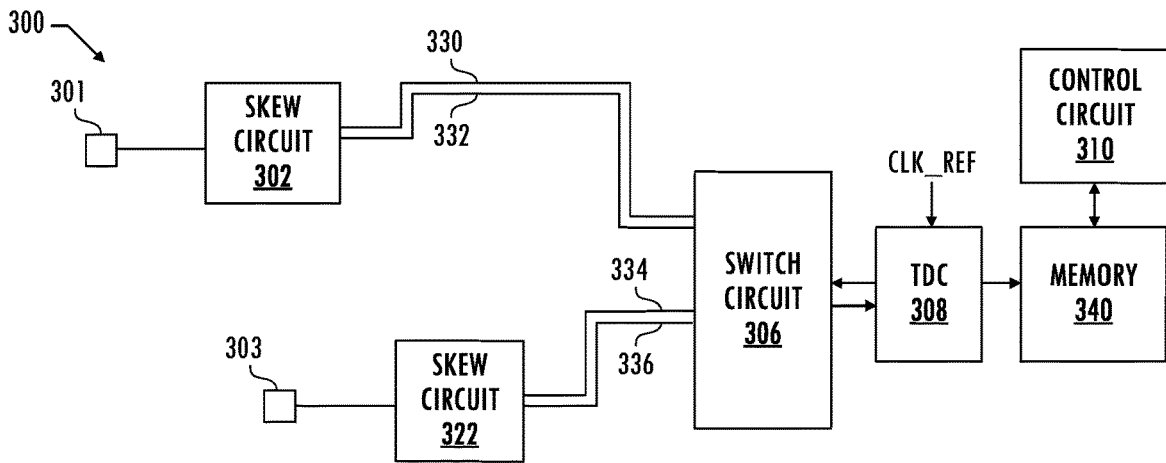 300
301
SKEW
CIRCUIT
302
330
332
CONTROL
CIRCUIT
310
CLK_REF
SWITCH
CIRCUIT
306
TDC
308
MEMORY
340
334
336
303
SKEW
CIRCUIT
322